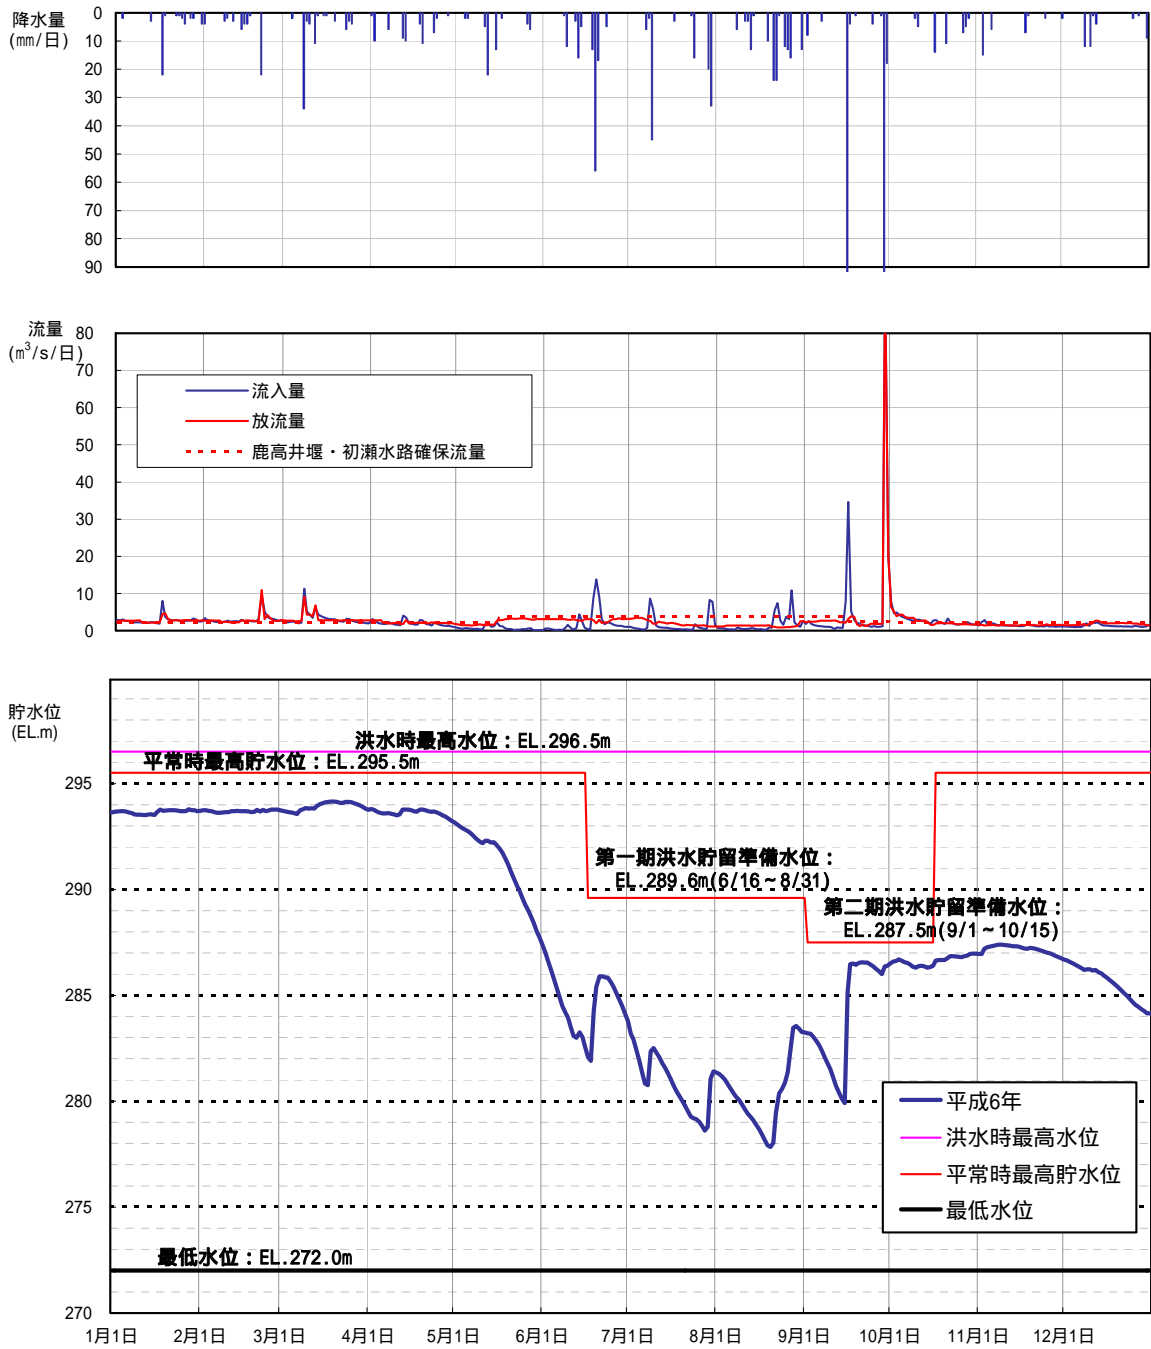 降水量
(㎜/日)
0
10
20
30
40
50
60
70
80
90
流量
(m³/s/日)
80
70
60
50
40
30
20
10
0
流入量
放流量
鹿高井堰・初瀬水路確保流量
貯水位
(EL.m)
洪水時最高水位：EL.296.5m
平常時最高貯水位：EL.295.5m
295
第一期洪水貯留準備水位：
EL.289.6m(6/16～8/31)
290
第二期洪水貯留準備水位：
EL.287.5m(9/1～10/15)
285
280
平成6年
洪水時最高水位
平常時最高貯水位
最低水位
275
最低水位：EL.272.0m
270
1月1日 2月1日 3月1日 4月1日 5月1日 6月1日 7月1日 8月1日 9月1日 10月1日 11月1日 12月1日